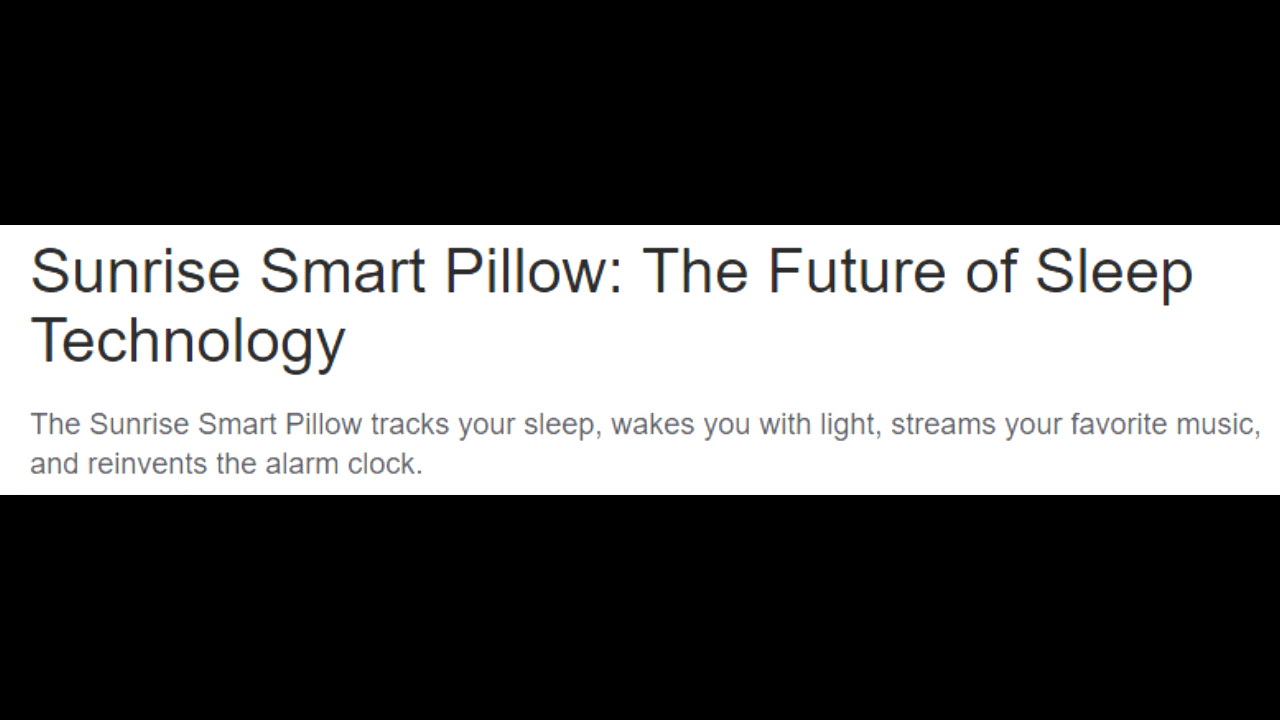 Sunrise Smart Pillow: The Future of Sleep
Technology
The Sunrise Smart Pillow tracks your sleep, wakes you with light, streams your favorite music,
and reinvents the alarm clock.